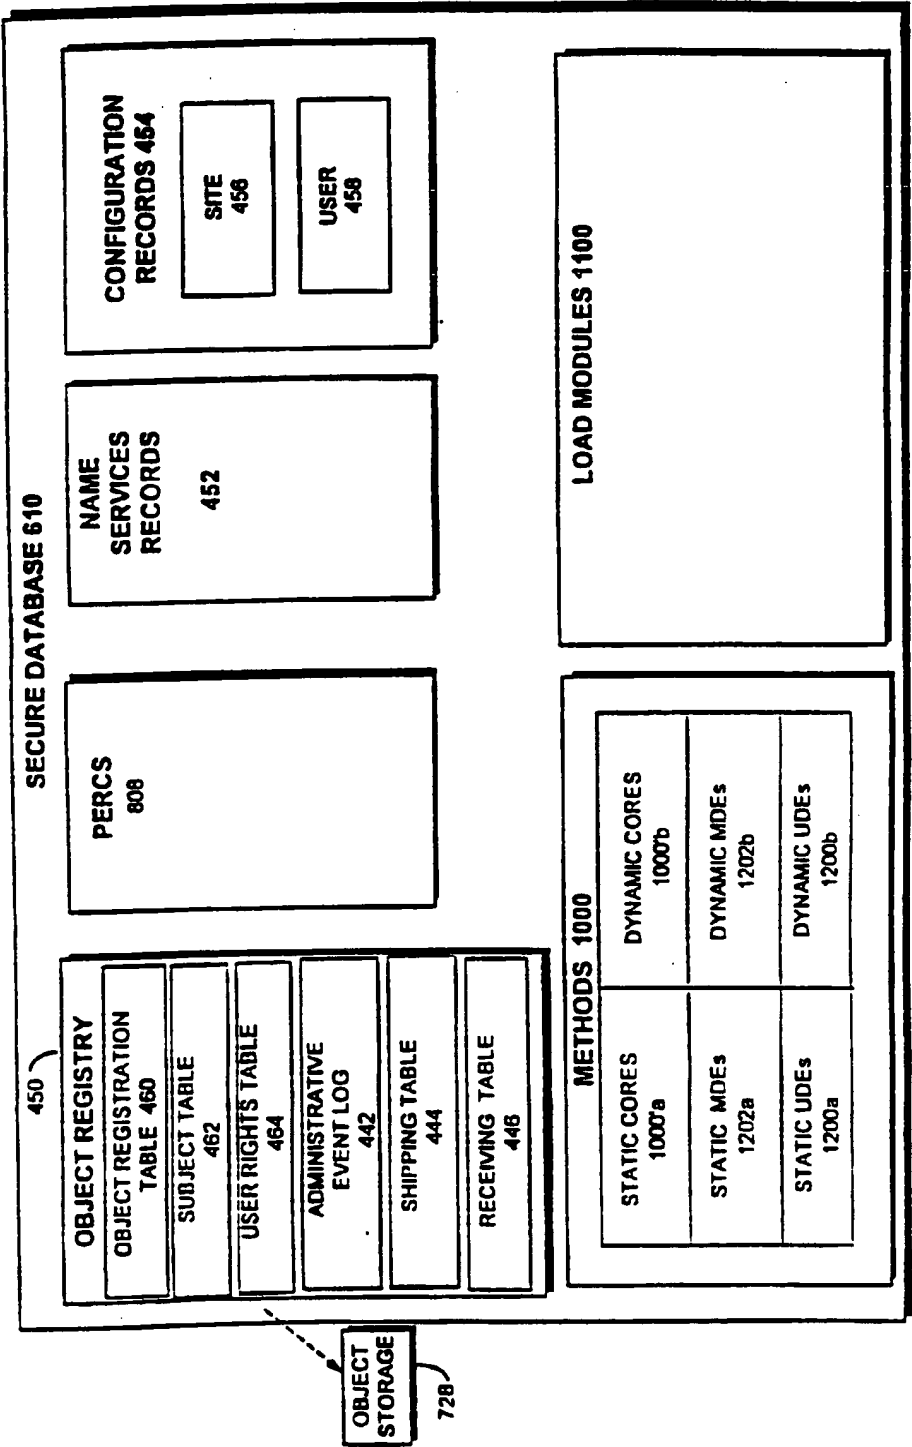 SECURE DATABASE 610
450
OBJECT REGISTRY
OBJECT REGISTRATION
TABLE 460
SUBJECT TABLE
462
USER RIGHTS TABLE
464
ADMINISTRATIVE
EVENT LOG
442
SHIPPING TABLE
444
RECEIVING TABLE
446
PERCS
808
NAME
SERVICES
RECORDS
452
CONFIGURATION
RECORDS 454
SITE
456
USER
458
OBJECT
STORAGE
728
METHODS 1000
STATIC CORES
1000'a
DYNAMIC CORES
1000'b
STATIC MDEs
1202a
DYNAMIC MDEs
1202b
STATIC UDEs
1200a
DYNAMIC UDEs
1200b
LOAD MODULES 1100